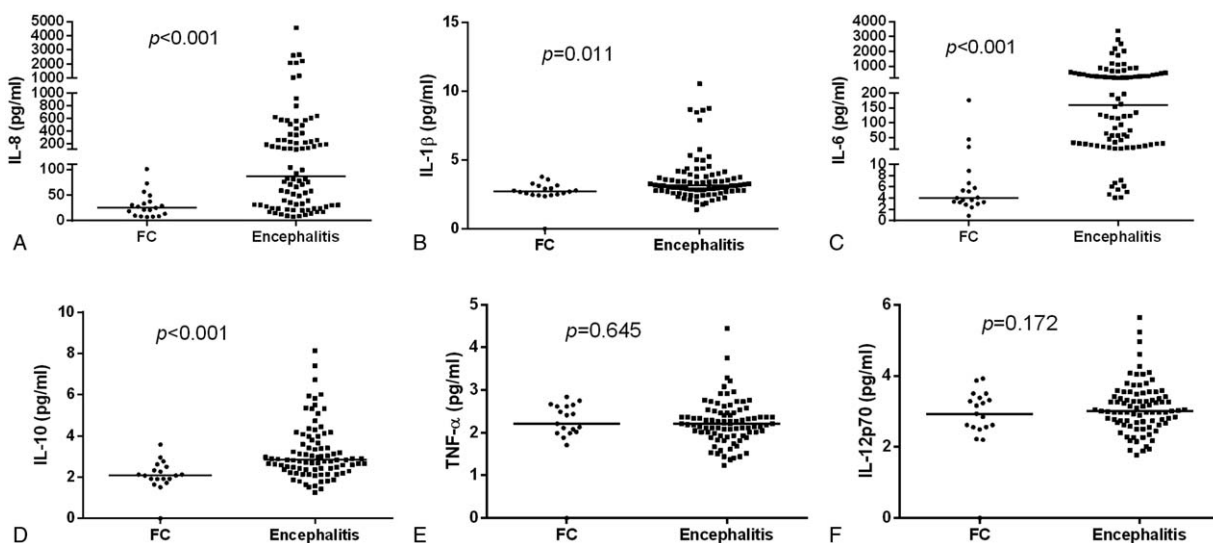 5000
4000
3000
2000
1000
1000
800
600
400
200
100
50
0
IL-8 (pg/ml)
p<0.001
FC
Encephalitis
A
15
10
5
0
IL-1β (pg/ml)
p=0.011
FC
Encephalitis
B
4000
3000
2000
1000
200
150
100
50
10
8
6
4
2
0
IL-6 (pg/ml)
p<0.001
FC
Encephalitis
C
10
8
6
4
2
0
IL-10 (pg/ml)
p<0.001
FC
Encephalitis
D
5
4
3
2
1
0
TNF-α (pg/ml)
p=0.645
FC
Encephalitis
E
6
4
2
0
IL-12p70 (pg/ml)
p=0.172
FC
Encephalitis
F